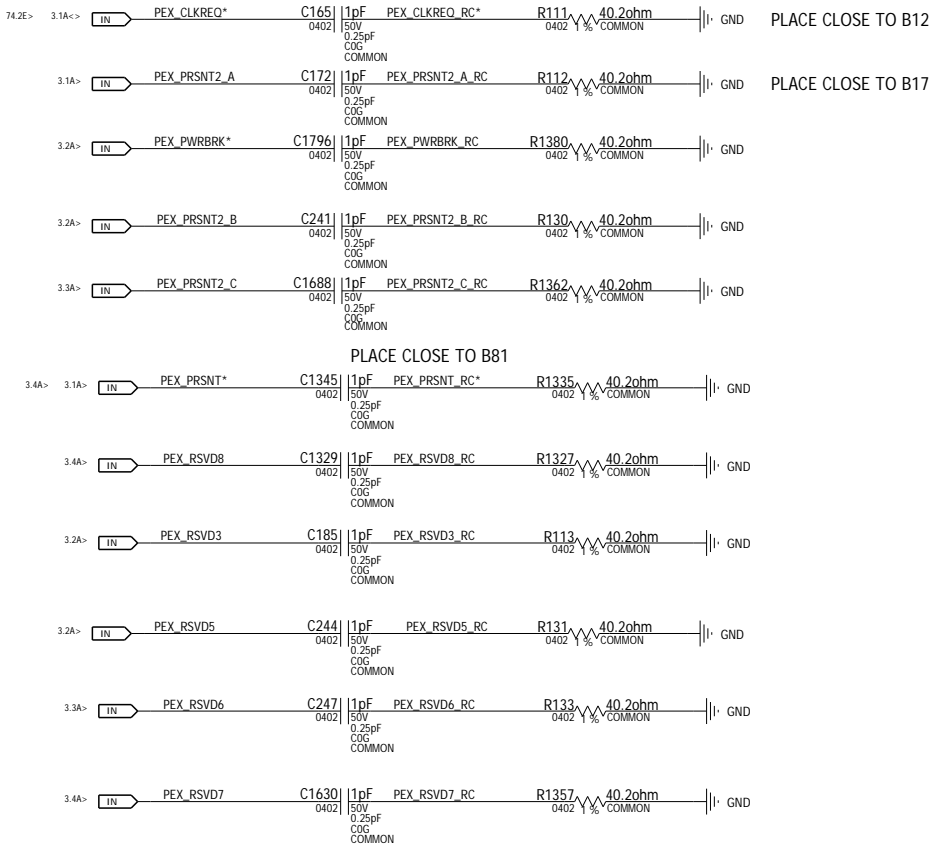 74.2E> 3.1A<> IN PEX_CLKREQ* C165 1pF PEX_CLKREQ_RC* R111 40.2ohm GND PLACE CLOSE TO B12
0402 50V 0402 1 % COMMON
0.25pF
C0G
COMMON
3.1A> IN PEX_PRSNT2_A C172 1pF PEX_PRSNT2_A_RC R112 40.2ohm GND PLACE CLOSE TO B17
0402 50V 0402 1 % COMMON
0.25pF
C0G
COMMON
3.2A> IN PEX_PWRBRK* C1796 1pF PEX_PWRBRK_RC R1380 40.2ohm GND
0402 50V 0402 1 % COMMON
0.25pF
C0G
COMMON
3.2A> IN PEX_PRSNT2_B C241 1pF PEX_PRSNT2_B_RC R130 40.2ohm GND
0402 50V 0402 1 % COMMON
0.25pF
C0G
COMMON
3.3A> IN PEX_PRSNT2_C C1688 1pF PEX_PRSNT2_C_RC R1362 40.2ohm GND
0402 50V 0402 1 % COMMON
0.25pF
C0G
COMMON
PLACE CLOSE TO B81
3.4A> 3.1A> IN PEX_PRSNT* C1345 1pF PEX_PRSNT_RC* R1335 40.2ohm GND
0402 50V 0402 1 % COMMON
0.25pF
C0G
COMMON
3.4A> IN PEX_RSVD8 C1329 1pF PEX_RSVD8_RC R1327 40.2ohm GND
0402 50V 0402 1 % COMMON
0.25pF
C0G
COMMON
3.2A> IN PEX_RSVD3 C185 1pF PEX_RSVD3_RC R113 40.2ohm GND
0402 50V 0402 1 % COMMON
0.25pF
C0G
COMMON
3.2A> IN PEX_RSVD5 C244 1pF PEX_RSVD5_RC R131 40.2ohm GND
0402 50V 0402 1 % COMMON
0.25pF
C0G
COMMON
3.3A> IN PEX_RSVD6 C247 1pF PEX_RSVD6_RC R133 40.2ohm GND
0402 50V 0402 1 % COMMON
0.25pF
C0G
COMMON
3.4A> IN PEX_RSVD7 C1630 1pF PEX_RSVD7_RC R1357 40.2ohm GND
0402 50V 0402 1 % COMMON
0.25pF
C0G
COMMON